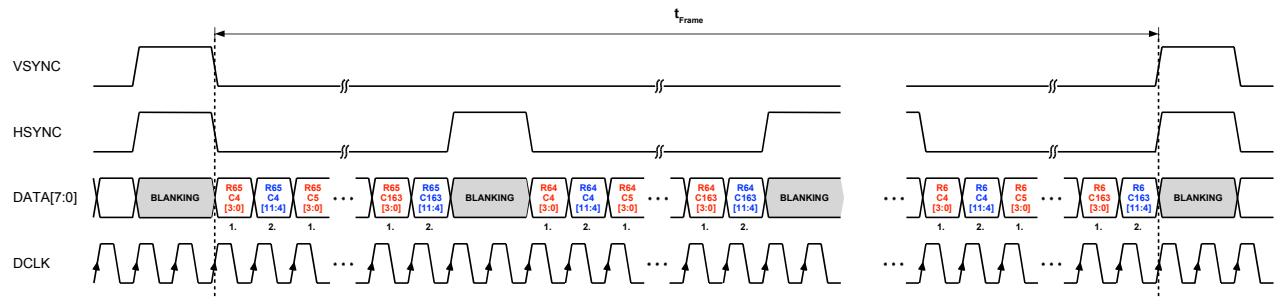 tFrame
VSYNC
HSYNC
DATA[7:0] BLANKING R65 C4 [3:0] R65 C4 [11:4] R65 C5 [3:0] ··· R65 C163 [3:0] R65 C163 [11:4] BLANKING R64 C4 [3:0] R64 C4 [11:4] R64 C5 [3:0] ··· R64 C163 [3:0] R64 C163 [11:4] BLANKING ··· R6 C4 [3:0] R6 C4 [11:4] R6 C5 [3:0] ··· R6 C163 [3:0] R6 C163 [11:4] BLANKING
1. 2. 1. 1. 2. 1. 2. 1. 1. 2. 1. 2. 1. 1. 2.
DCLK ··· ··· ··· ···